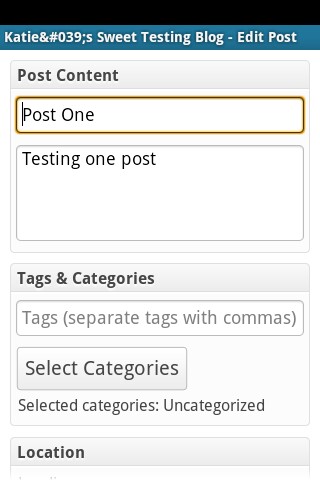 Katie&#039;s Sweet Testing Blog - Edit Post
Post Content
Post One
Testing one post
Tags & Categories
Tags (separate tags with commas)
Select Categories
Selected categories: Uncategorized
Location